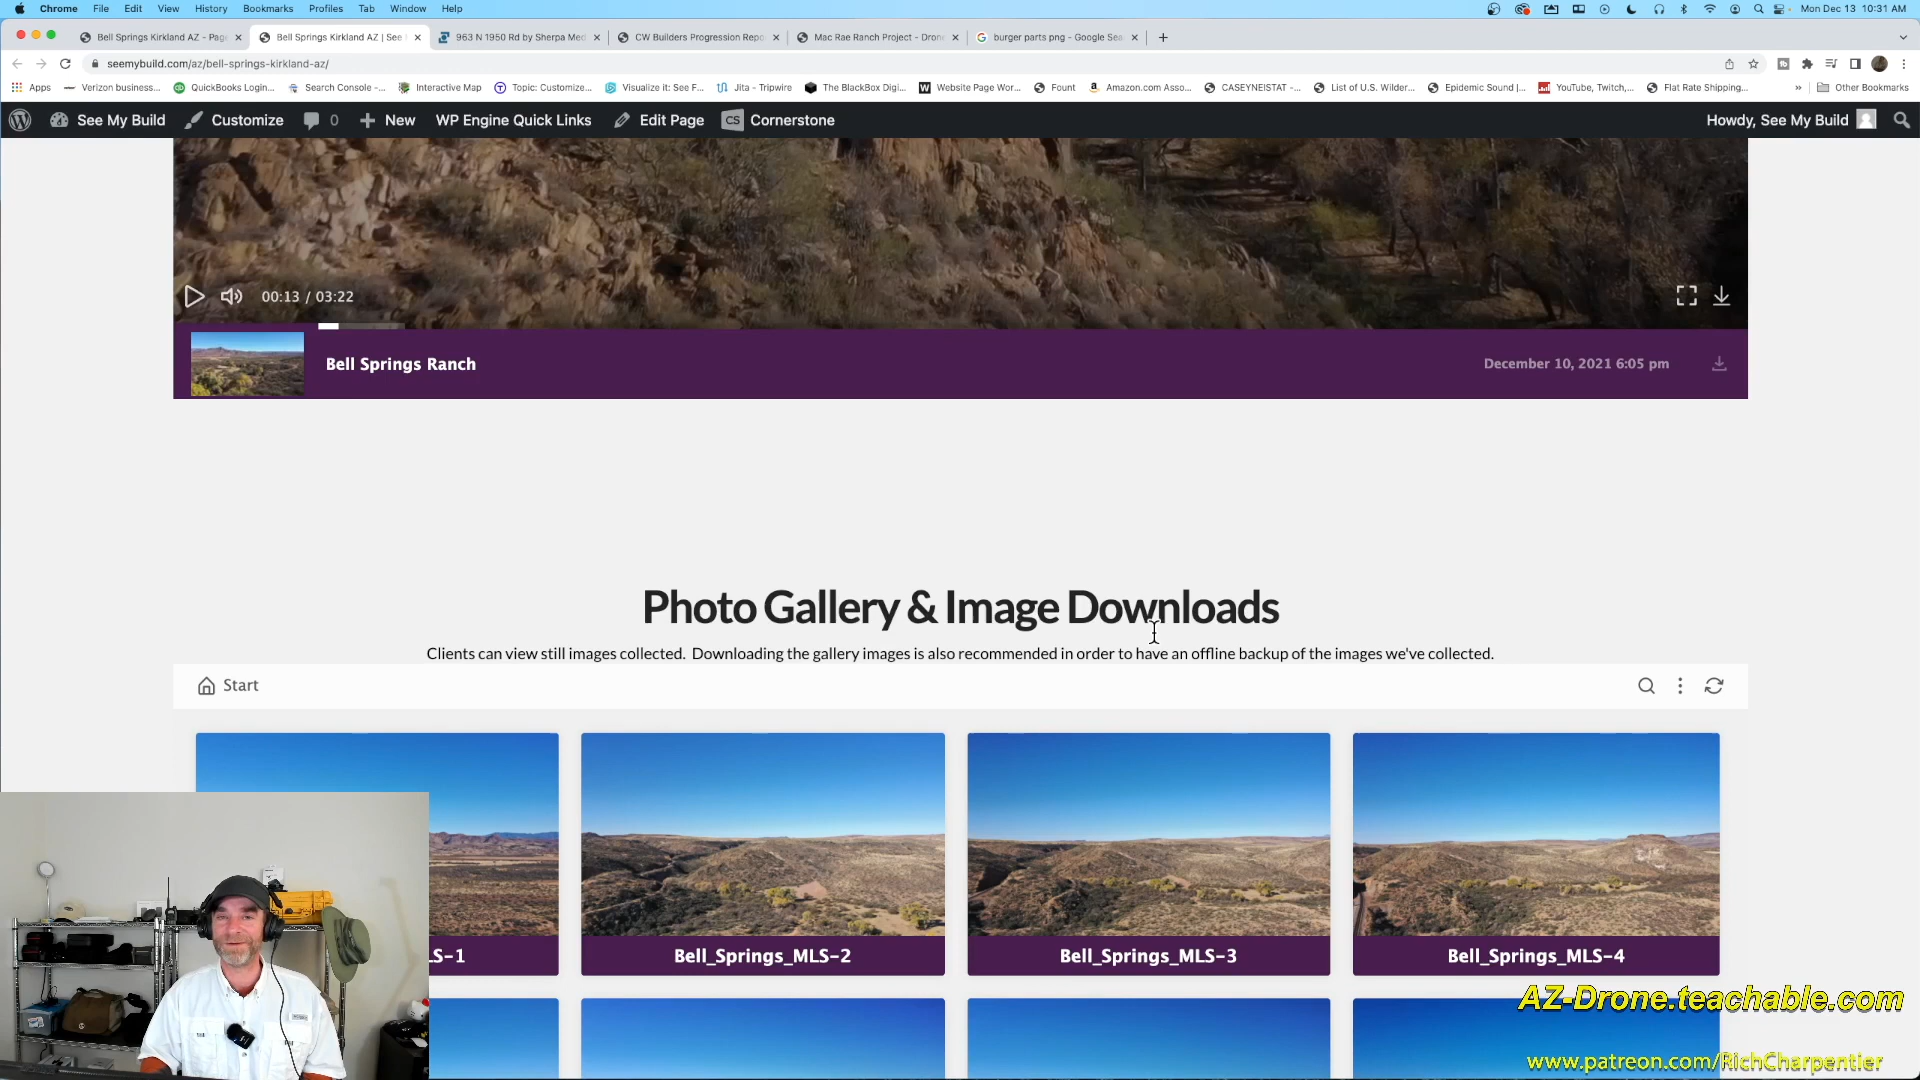 Chrome File Edit View History Bookmarks Profiles Tab Window Help Mon Dec 13 10:31 AM
Bell Springs Kirkland AZ - Pag Bell Springs Kirkland AZ | See 963 N 1950 Rd by Sherpa Med CW Builders Progression Repo Mac Rae Ranch Project - Dron burger parts png - Google Sea
seemybuild.com/az/bell-springs-kirkland-az/
Apps Verizon business... QuickBooks Login... Search Console -... Interactive Map Topic: Customize... Visualize it: See F... Jita - Tripwire The BlackBox Digi... Website Page Wor... Fount Amazon.com Asso... CASEYNEISTAT -... List of U.S. Wilder... Epidemic Sound |... YouTube, Twitch,... Flat Rate Shipping... » Other Bookmarks
See My Build Customize 0 New WP Engine Quick Links Edit Page CS Cornerstone Howdy, See My Build
00:13 / 03:22
Bell Springs Ranch December 10, 2021 6:05 pm
Photo Gallery & Image Downloads
Clients can view still images collected. Downloading the gallery images is also recommended in order to have an offline backup of the images we've collected.
Start
LS-1 Bell_Springs_MLS-2 Bell_Springs_MLS-3 Bell_Springs_MLS-4
AZ-Drone.teachable.com
www.patreon.com/RichCharpentier